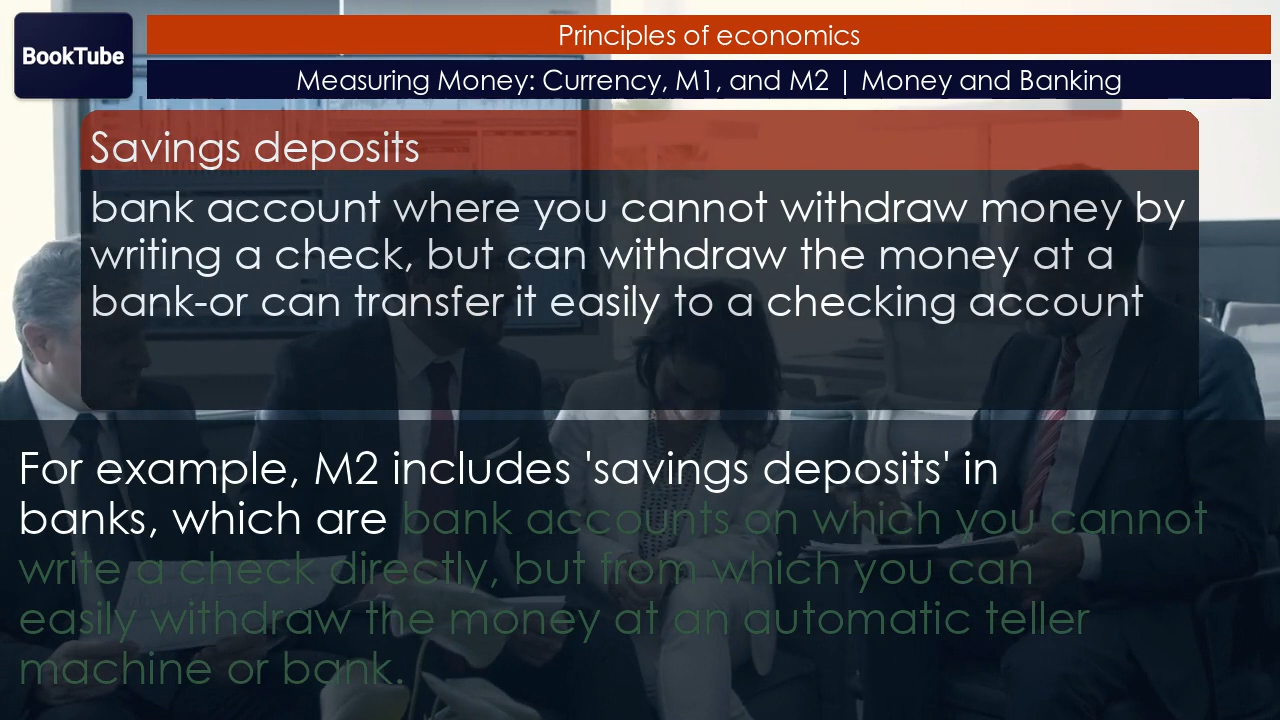 BookTube
Principles of economics
Measuring Money: Currency, M1, and M2 | Money and Banking
Savings deposits
bank account where you cannot withdraw money by
writing a check, but can withdraw the money at a
bank-or can transfer it easily to a checking account
For example, M2 includes 'savings deposits' in
banks, which are bank accounts on which you cannot
write a check directly, but from which you can
easily withdraw the money at an automatic teller
machine or bank.